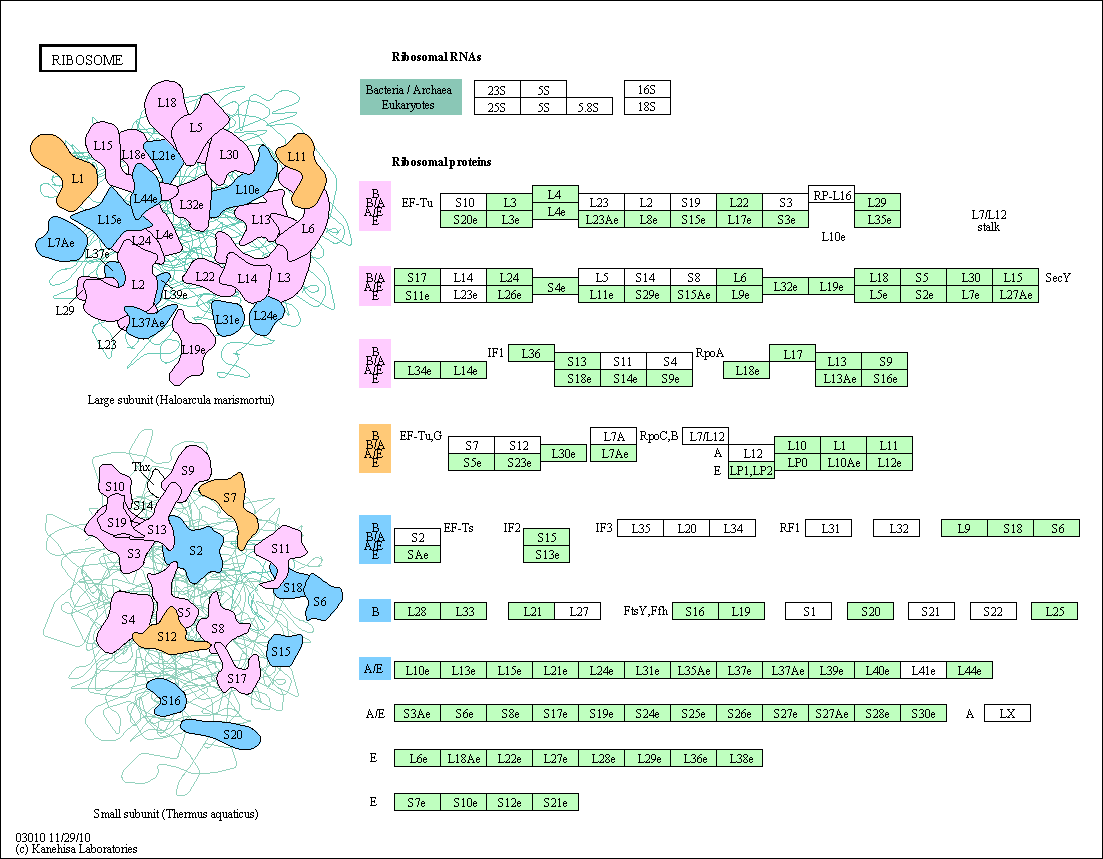 RIBOSOME
Ribosomal RNAs
Bacteria / Archaea 23S 5S 16S
Eukaryotes 25S 5S 5.8S 18S
Ribosomal proteins
B
B/A
A/E
E
EF-Tu S10 L3 L4 L23 L2 L22 S19 S3 RP-L16 L29
S20e L3e L4e L23Ae L8e S15e L17e S3e L10e L35e
L7/L12
stalk
B/A
A/E
E
S17 L14 L24 L5 S14 S8 L6 L18 S5 L30 L15 SecY
S4e L32e L19e
S11e L23e L26e L11e S29e S15Ae L9e L5e S2e L7e L27Ae
B
B/A
A/E
E
IF1 L36 S13 S11 S4 RpoA L17 L13 S9
L34e L14e S18e S14e S9e L18e L13Ae S16e
B
B/A
A/E
E
EF-Tu,G S7 S12 L7A RpoC,B L7/L12 L10 L1 L11
S5e S23e L30e L7Ae A L12 LP0 L10Ae L12e
E LP1,LP2
B
B/A
A/E
E
S2 EF-Ts IF2 S15 IF3 L35 L20 L34 RF1 L31 L32 L9 S18 S6
SAe S13e
B L28 L33 L21 L27 FtsY,Ffh S16 L19 S1 S20 S21 S22 L25
A/E L10e L13e L15e L21e L24e L31e L35Ae L37e L37Ae L39e L40e L41e L44e
A/E S3Ae S6e S8e S17e S19e S24e S25e S26e S27e S27Ae S28e S30e A LX
E L6e L18Ae L22e L27e L28e L29e L36e L38e
E S7e S10e S12e S21e
L18
L5
L15
L18e
L21e
L30
L11
L1
L10e
L44e
L32e
L15e
L13
L6
L7Ae
L24
L4e
L37e
L22
L14
L3
L2
L39e
L29
L37Ae
L31e
L24e
L23
L19e
Large subunit (Haloarcula marismortui)
Thx
S9
S10
S7
S14
S19
S13
S3
S2
S11
S18
S6
S4
S5
S8
S12
S15
S17
S16
S20
Small subunit (Thermus aquaticus)
03010 11/29/10
(c) Kanehisa Laboratories